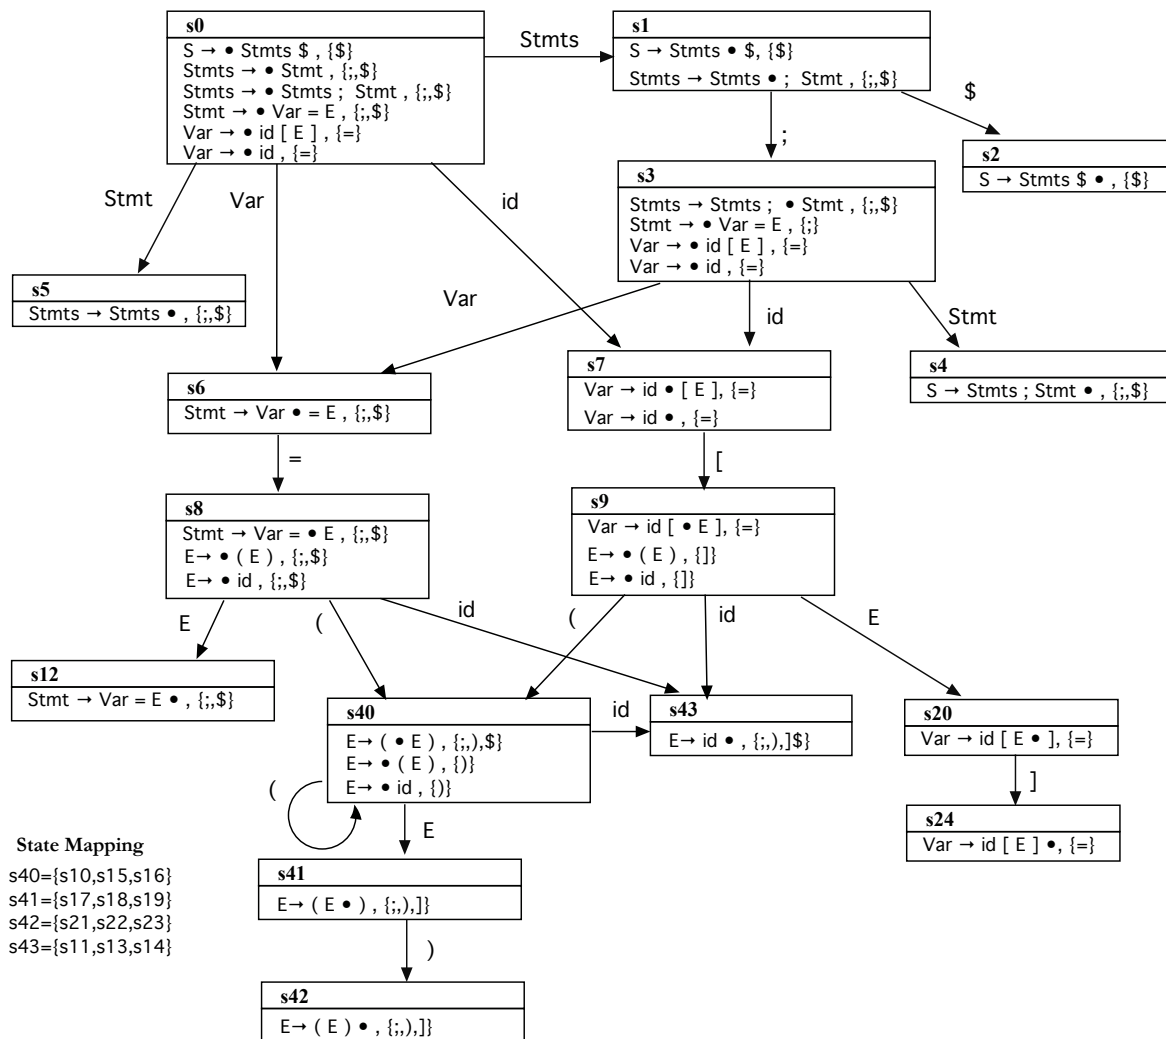 s0
S → • Stmts $ , {$}
Stmts → • Stmt , {;,$}
Stmts → • Stmts ; Stmt , {;,$}
Stmt → • Var = E , {;,$}
Var → • id [ E ] , {=}
Var → • id , {=}
Stmts
s1
S → Stmts • $, {$}
Stmts → Stmts • ; Stmt , {;,$}
$
;
s2
S → Stmts $ • , {$}
s3
Stmts → Stmts ; • Stmt , {;,$}
Stmt → • Var = E , {;}
Var → • id [ E ] , {=}
Var → • id , {=}
Stmt
Var
id
s5
Stmts → Stmts • , {;,$}
Var
id
Stmt
s6
Stmt → Var • = E , {;,$}
s7
Var → id • [ E ], {=}
Var → id • , {=}
s4
S → Stmts ; Stmt • , {;,$}
=
[
s8
Stmt → Var = • E , {;,$}
E→ • ( E ) , {;,$}
E→ • id , {;,$}
s9
Var → id [ • E ], {=}
E→ • ( E ) , {]}
E→ • id , {]}
E
(
id
(
id
E
s12
Stmt → Var = E • , {;,$}
s40
E→ ( • E ) , {;,),$}
E→ • ( E ) , {)}
E→ • id , {)}
id
s43
E→ id • , {;,),]$}
s20
Var → id [ E • ], {=}
]
(
E
s24
Var → id [ E ] •, {=}
State Mapping
s40={s10,s15,s16}
s41={s17,s18,s19}
s42={s21,s22,s23}
s43={s11,s13,s14}
s41
E→ ( E • ) , {;,),]}
)
s42
E→ ( E ) • , {;,),]}